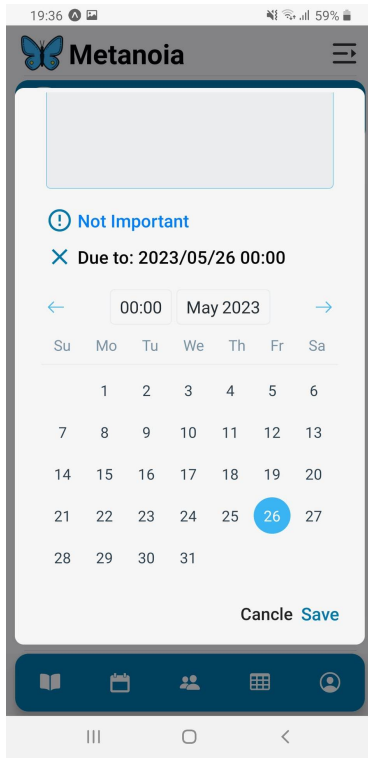 19:36 59%
Metanoia
Not Important
Due to: 2023/05/26 00:00
00:00 May 2023
Su Mo Tu We Th Fr Sa
1 2 3 4 5 6
7 8 9 10 11 12 13
14 15 16 17 18 19 20
21 22 23 24 25 26 27
28 29 30 31
Cancle Save